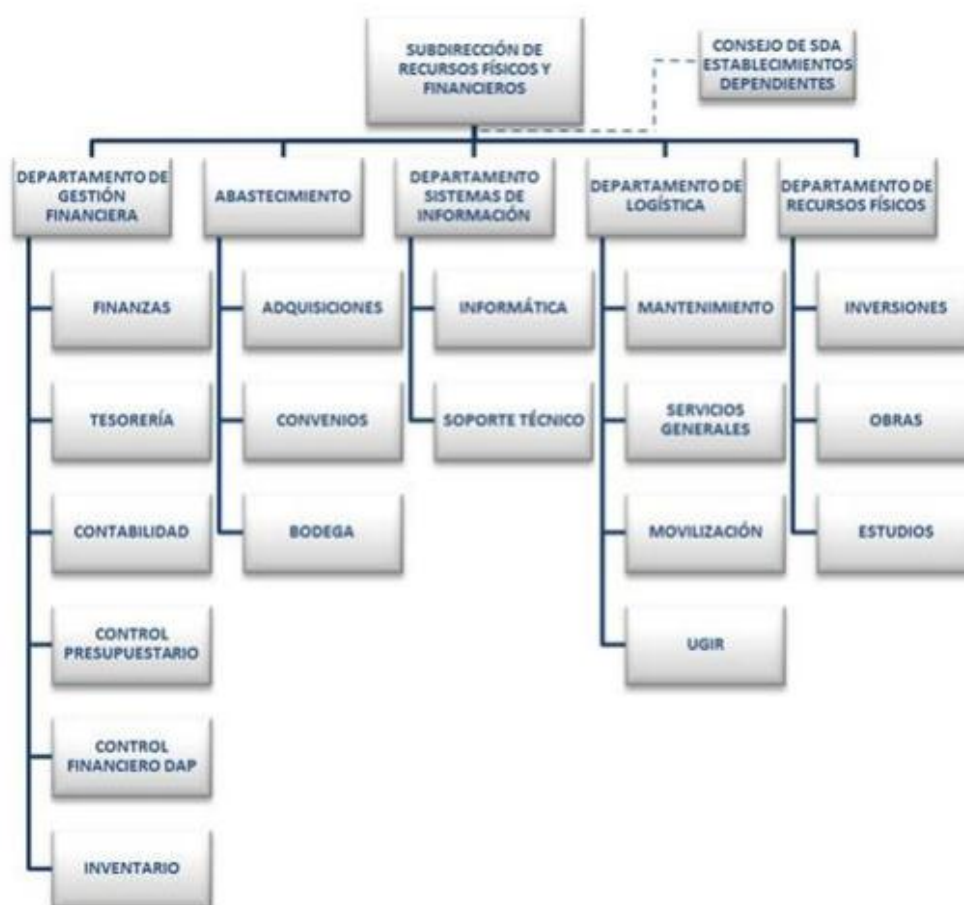 SUBDIRECCIÓN DE
RECURSOS FÍSICOS Y
FINANCIEROS
CONSEJO DE SDA
ESTABLECIMIENTOS
DEPENDIENTES
DEPARTAMENTO DE
GESTIÓN
FINANCIERA
ABASTECIMIENTO
DEPARTAMENTO
SISTEMAS DE
INFORMACIÓN
DEPARTAMENTO DE
LOGÍSTICA
DEPARTAMENTO DE
RECURSOS FÍSICOS
FINANZAS
ADQUISICIONES
INFORMÁTICA
MANTENIMIENTO
INVERSIONES
TESORERÍA
CONVENIOS
SOPORTE TÉCNICO
SERVICIOS
GENERALES
OBRAS
CONTABILIDAD
BODEGA
MOVILIZACIÓN
ESTUDIOS
CONTROL
PRESUPUESTARIO
UGIR
CONTROL
FINANCIERO DAP
INVENTARIO